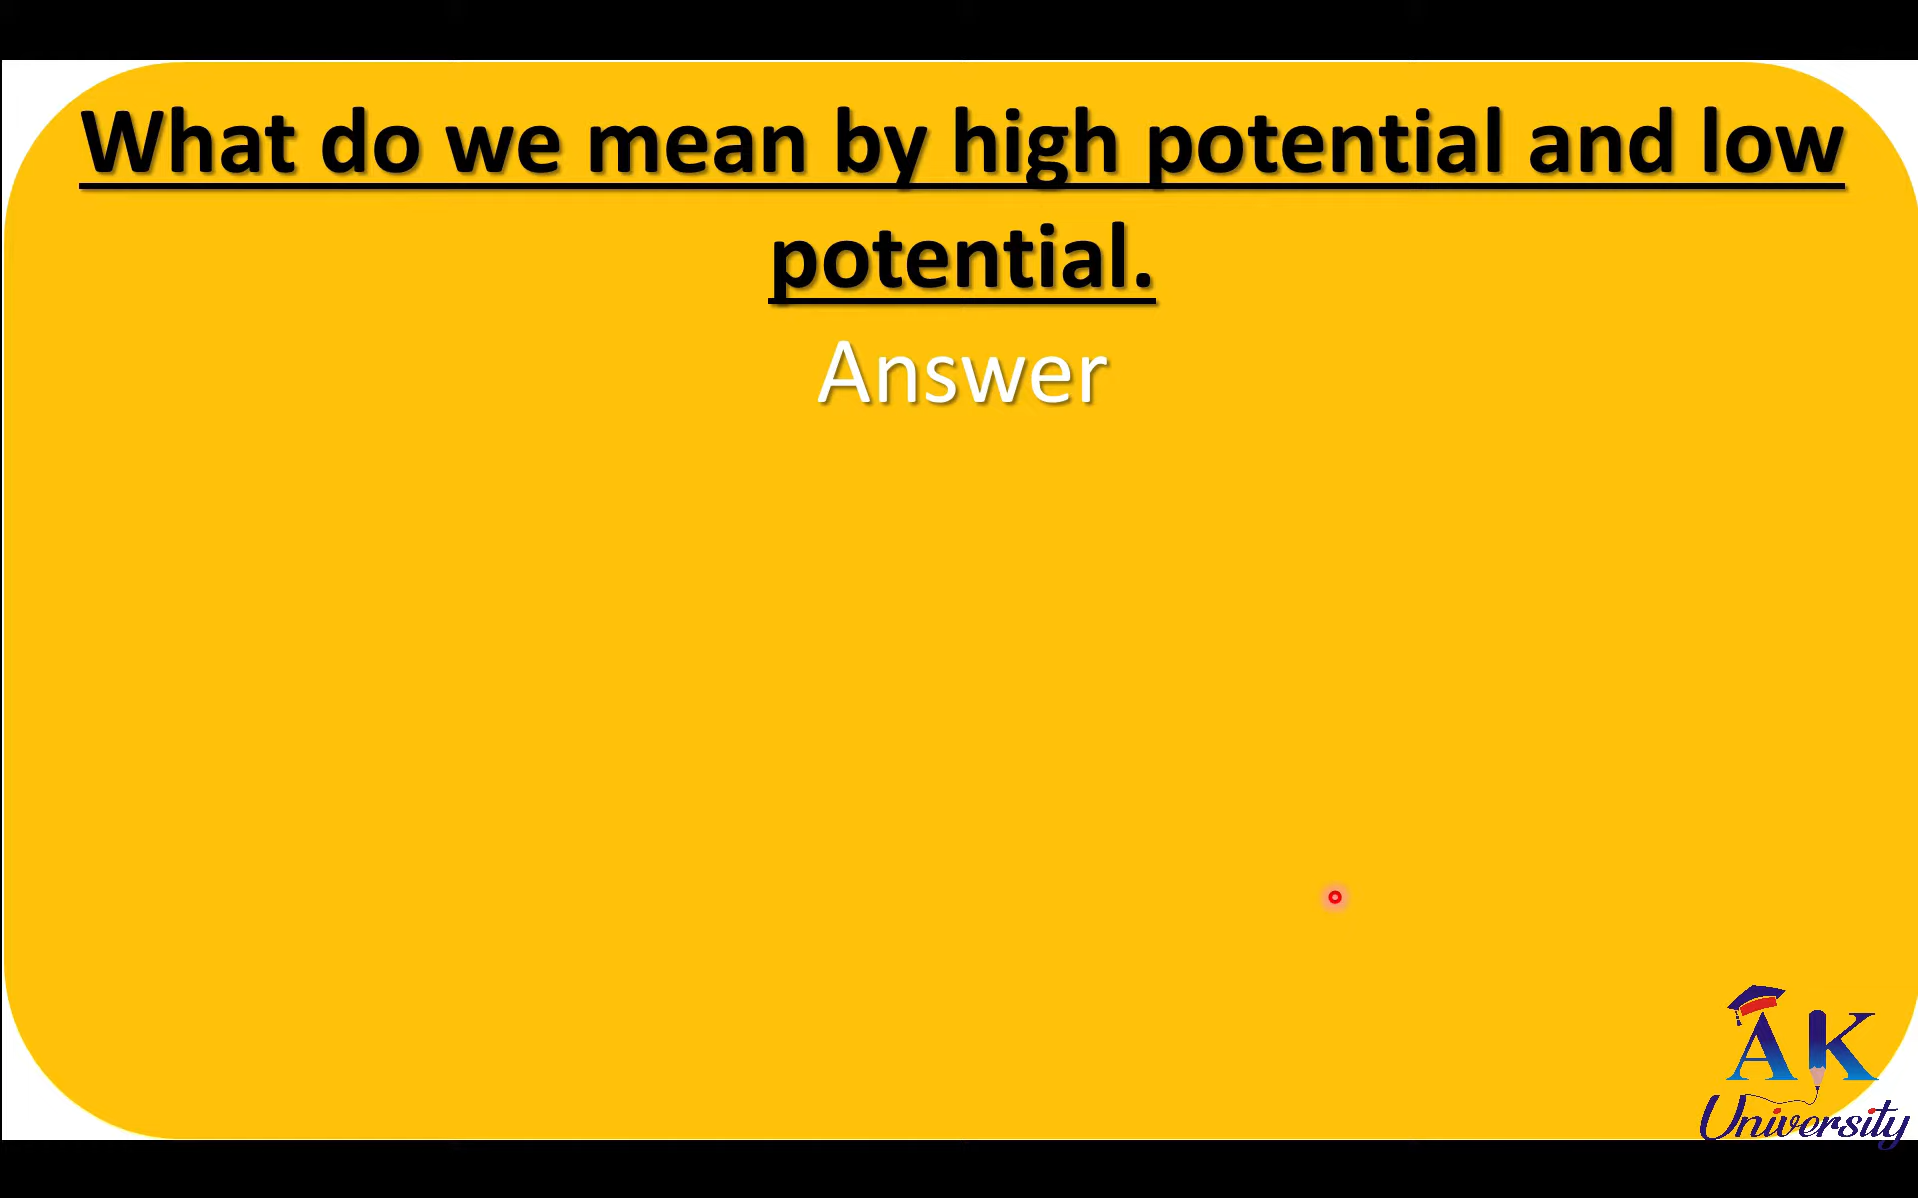 What do we mean by high potential and low
potential.
Answer
AK
University